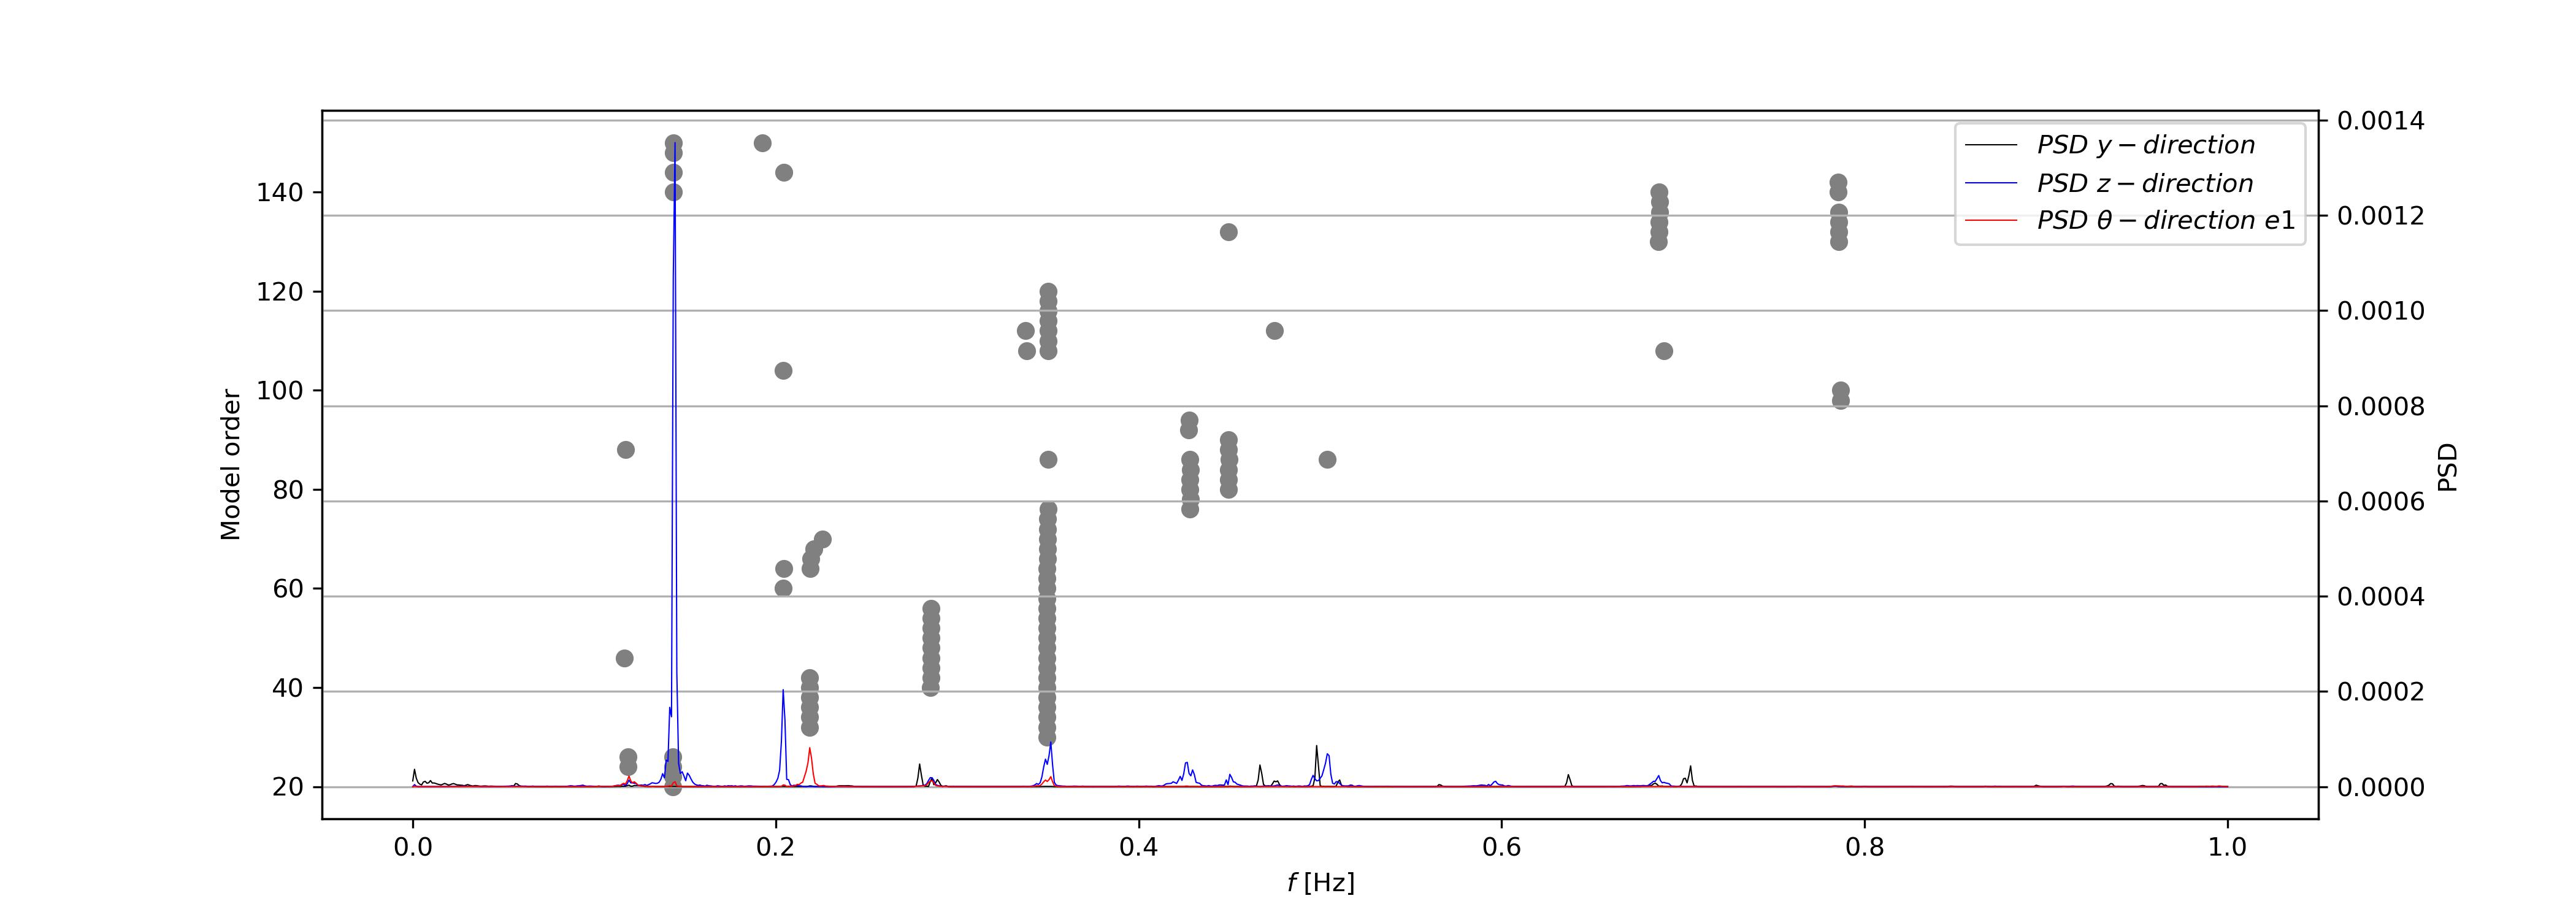 0.0014
PSD y − direction
140
PSD z − direction
0.0012
PSD θ − direction e1
120
0.0010
100
0.0008
Model order
PSD
80
0.0006
60
0.0004
40
0.0002
20
0.0000
0.0 0.2 0.4 0.6 0.8 1.0
f [Hz]